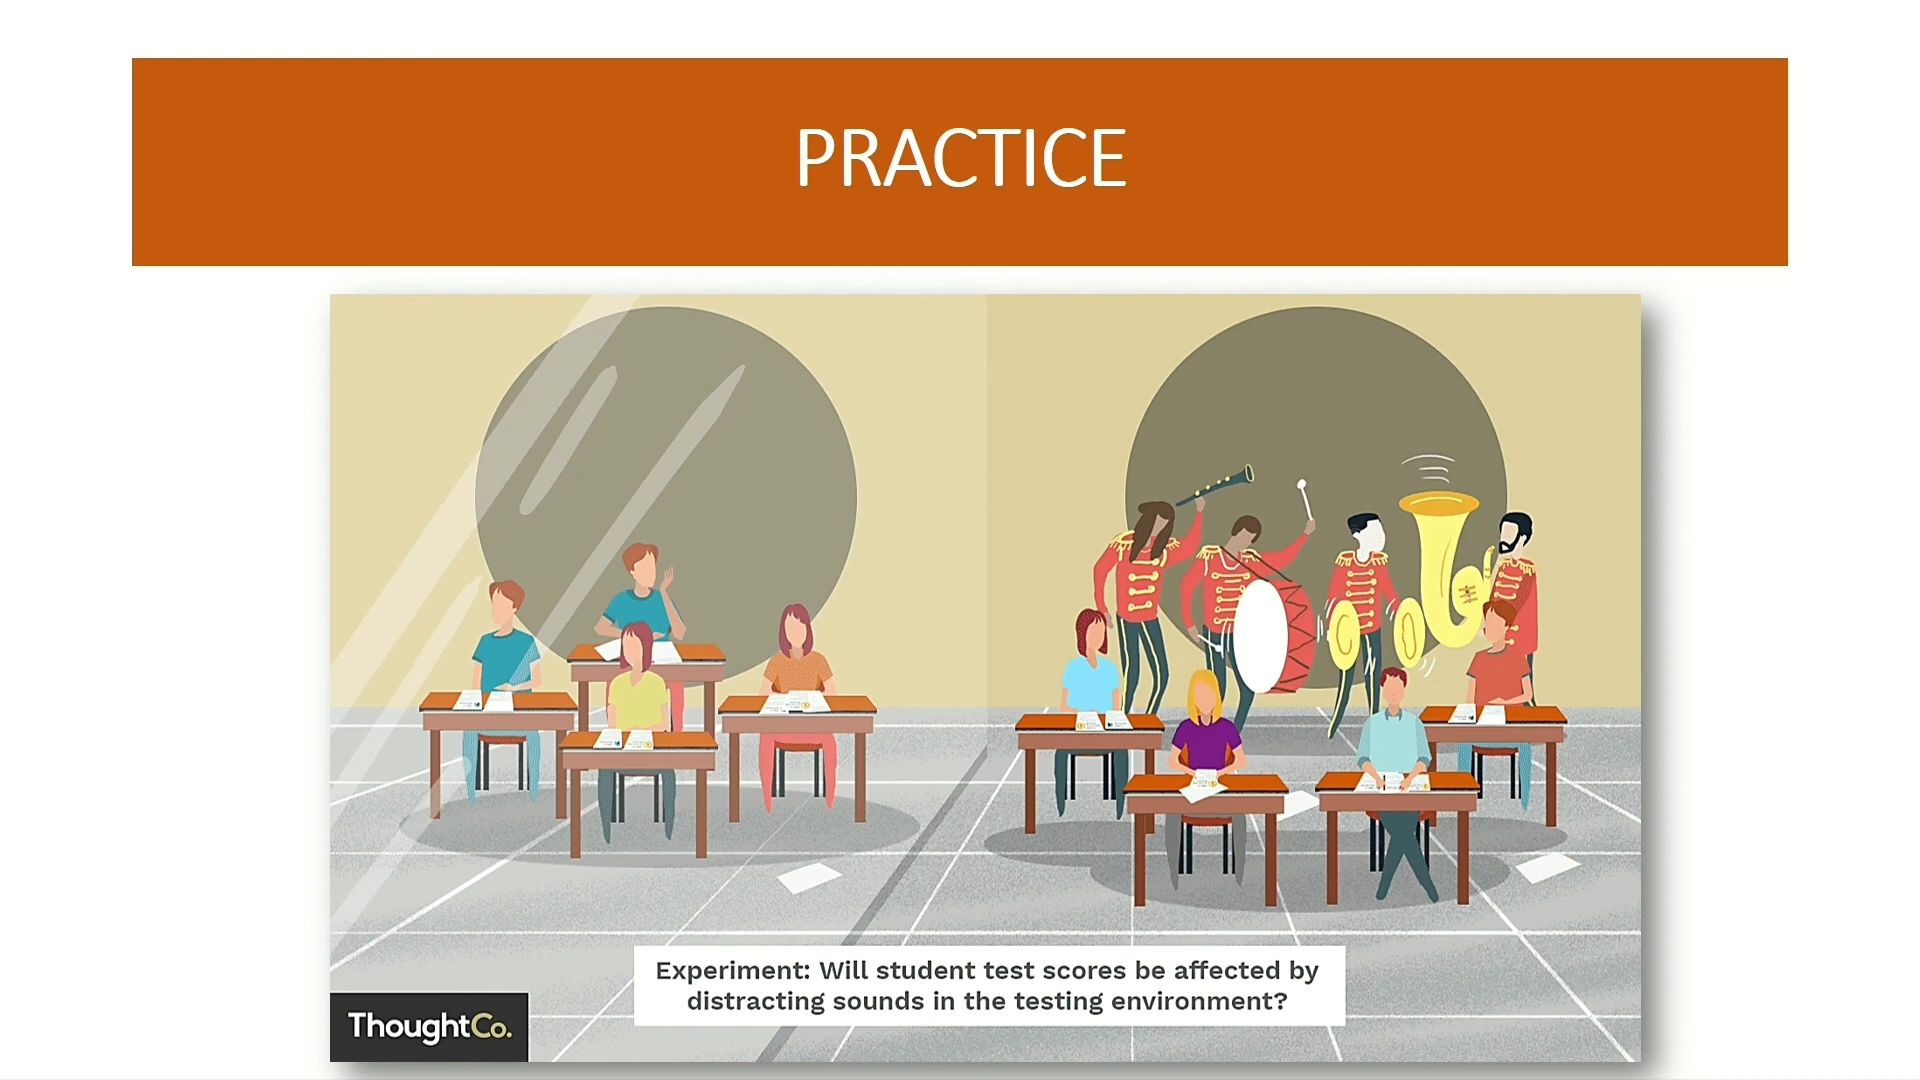 PRACTICE
Experiment: Will student test scores be affected by
distracting sounds in the testing environment?
ThoughtCo.